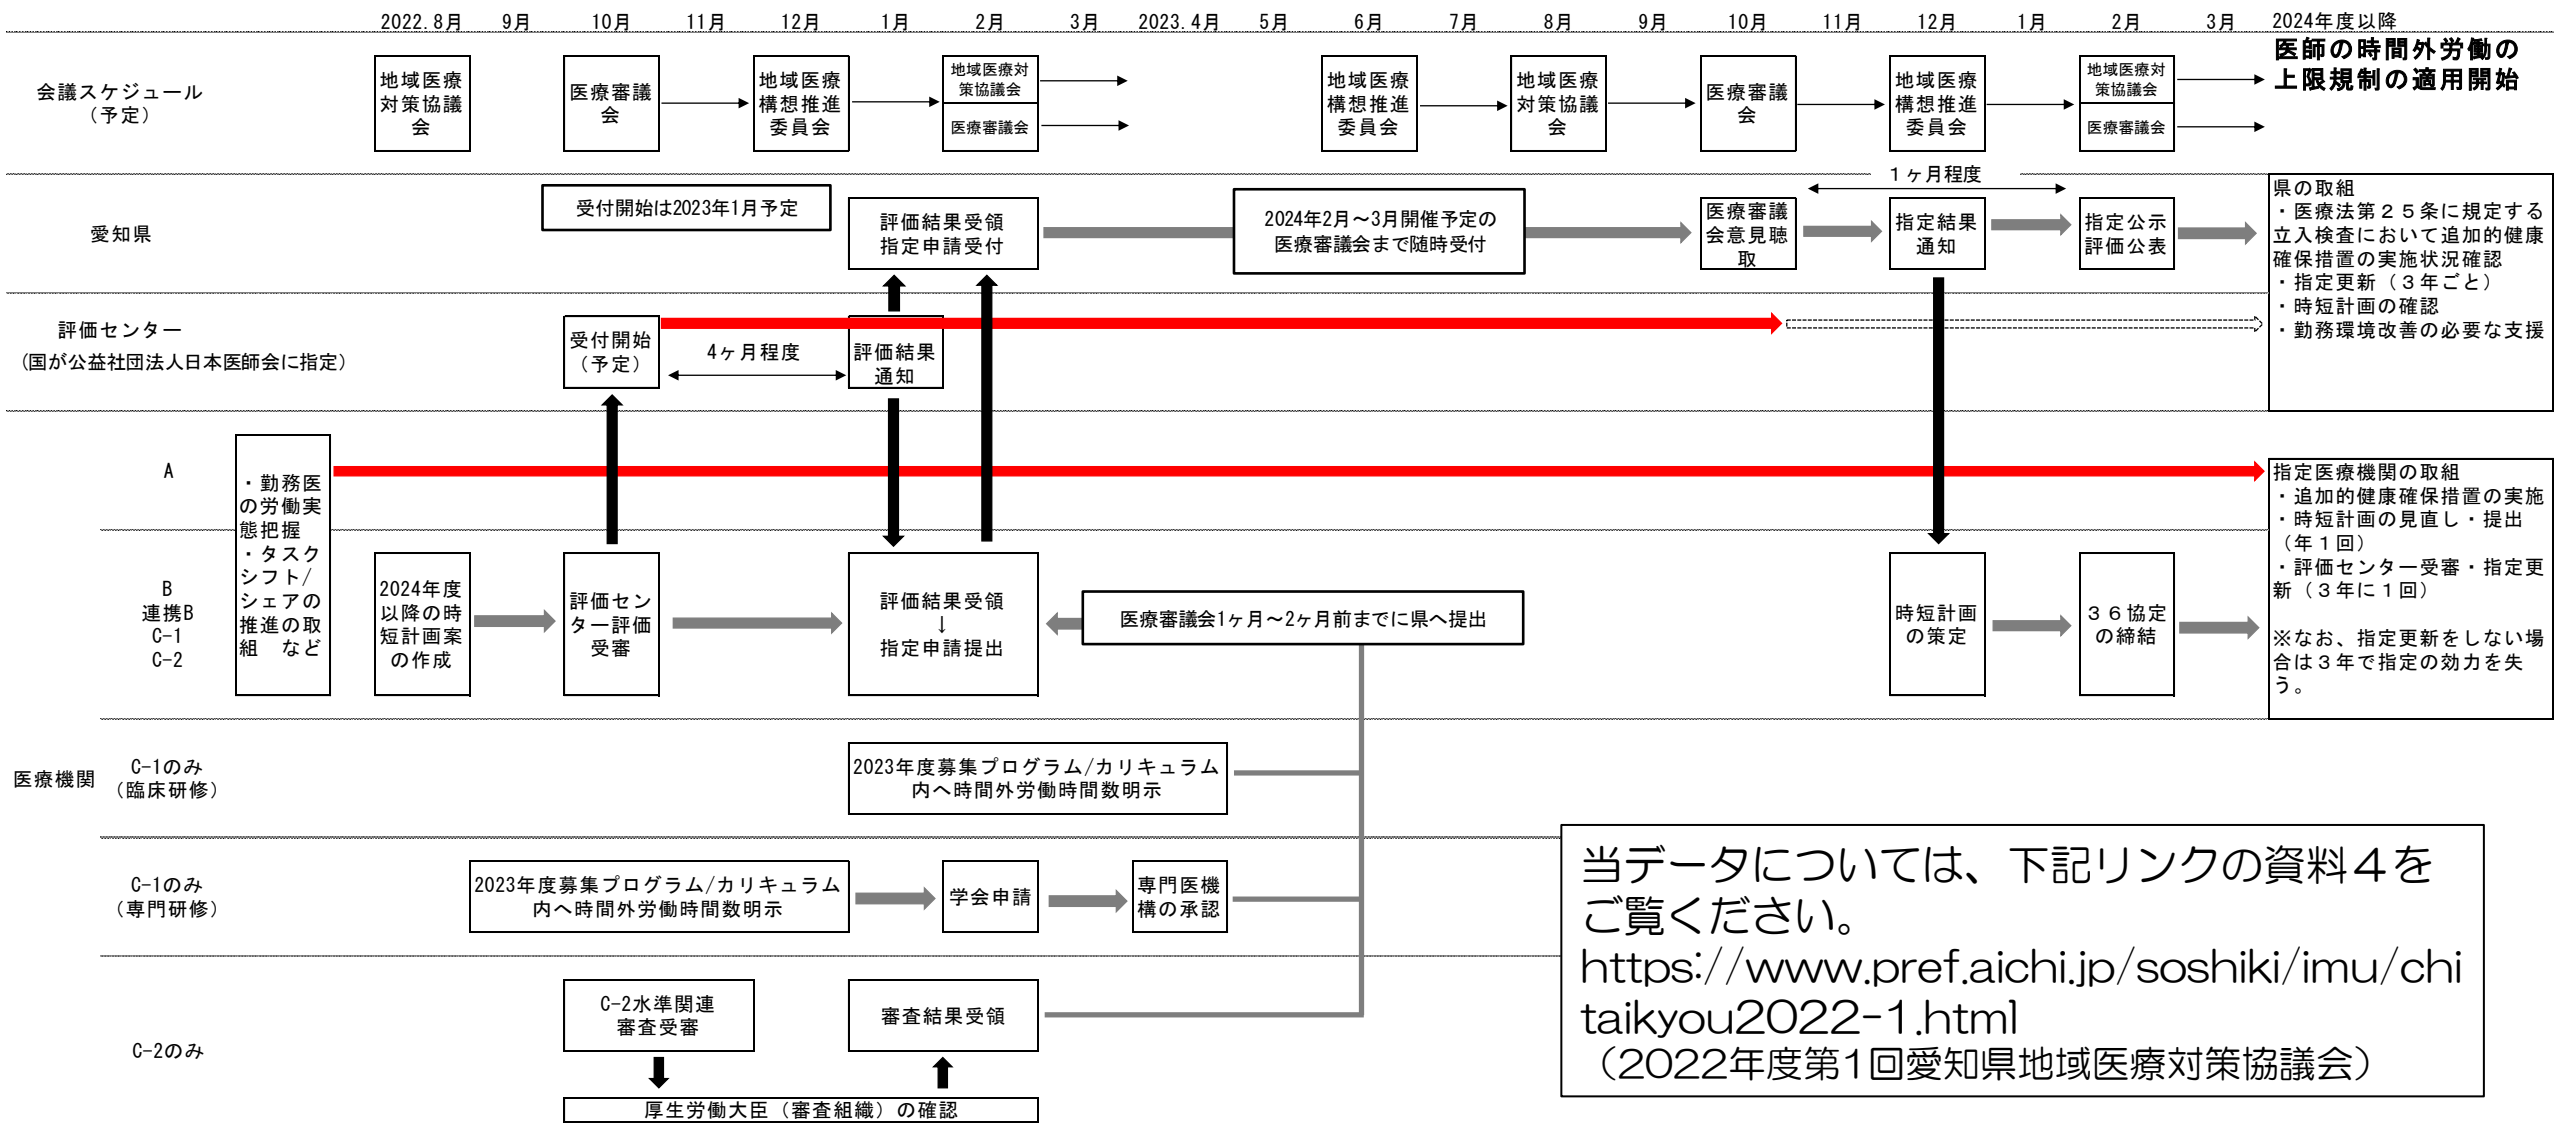 2022.8月 9月 10月 11月 12月 1月 2月 3月 2023.4月 5月 6月 7月 8月 9月 10月 11月 12月 1月 2月 3月 2024年度以降
医師の時間外労働の
上限規制の適用開始
会議スケジュール
（予定）
地域医療
対策協議
会
医療審議
会
地域医療
構想推進
委員会
地域医療対
策協議会
医療審議会
地域医療
構想推進
委員会
地域医療
対策協議
会
医療審議
会
地域医療
構想推進
委員会
地域医療対
策協議会
医療審議会
愛知県
受付開始は2023年1月予定
評価結果受領
指定申請受付
2024年2月～3月開催予定の
医療審議会まで随時受付
医療審議
会意見聴
取
１ヶ月程度
指定結果
通知
指定公示
評価公表
県の取組
・医療法第２５条に規定する
立入検査において追加的健康
確保措置の実施状況確認
・指定更新（３年ごと）
・時短計画の確認
・勤務環境改善の必要な支援
評価センター
（国が公益社団法人日本医師会に指定）
受付開始
（予定）
4ヶ月程度
評価結果
通知
医療機関
A
・勤務医
の労働実
態把握
・タスク
シフト/
シェアの
推進の取
組　など
B
連携B
C-1
C-2
2024年度
以降の時
短計画案
の作成
評価セン
ター評価
受審
評価結果受領
↓
指定申請提出
医療審議会1ヶ月～2ヶ月前までに県へ提出
時短計画
の策定
３６協定
の締結
指定医療機関の取組
・追加的健康確保措置の実施
・時短計画の見直し・提出
（年１回）
・評価センター受審・指定更
新（３年に１回）
※なお、指定更新をしない場
合は３年で指定の効力を失
う。
C-1のみ
（臨床研修）
2023年度募集プログラム/カリキュラム
内へ時間外労働時間数明示
C-1のみ
（専門研修）
2023年度募集プログラム/カリキュラム
内へ時間外労働時間数明示
学会申請
専門医機
構の承認
C-2のみ
C-2水準関連
審査受審
審査結果受領
厚生労働大臣（審査組織）の確認
当データについては、下記リンクの資料４を
ご覧ください。
https://www.pref.aichi.jp/soshiki/imu/chi
taikyou2022-1.html
（2022年度第1回愛知県地域医療対策協議会）